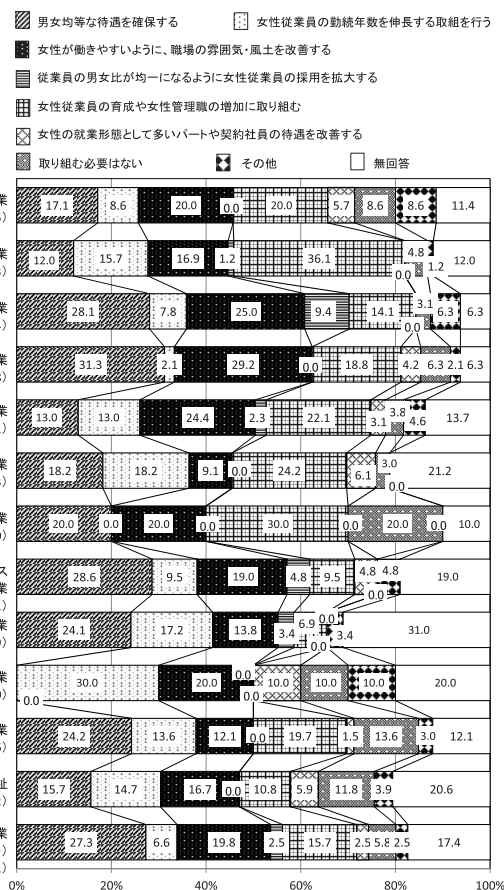 男女均等な待遇を確保する 女性従業員の勤続年数を伸長する取組を行う
女性が働きやすいように、職場の雰囲気・風土を改善する
従業員の男女比が均一になるように女性従業員の採用を拡大する
女性従業員の育成や女性管理職の増加に取り組む
女性の就業形態として多いパートや契約社員の待遇を改善する
取り組む必要はない その他 無回答
業 17.1 8.6 20.0 0.0 20.0 5.7 8.6 8.6 11.4
業 12.0 15.7 16.9 1.2 36.1 0.0 4.8 1.2 12.0
業 28.1 7.8 25.0 9.4 14.1 0.0 3.1 6.3 6.3
業 31.3 2.1 29.2 0.0 18.8 4.2 6.3 2.1 6.3
業 13.0 13.0 24.4 2.3 22.1 3.1 3.8 4.6 13.7
業 18.2 18.2 9.1 0.0 24.2 6.1 3.0 0.0 21.2
業 20.0 0.0 20.0 0.0 30.0 0.0 20.0 0.0 10.0
ス
業 28.6 9.5 19.0 4.8 9.5 4.8 0.0 4.8 19.0
業 24.1 17.2 13.8 3.4 6.9 0.0 0.0 3.4 31.0
業 0.0 30.0 20.0 0.0 0.0 10.0 10.0 10.0 20.0
業 24.2 13.6 12.1 0.0 19.7 1.5 13.6 3.0 12.1
祉 15.7 14.7 16.7 0.0 10.8 5.9 11.8 3.9 20.6
業 27.3 6.6 19.8 2.5 15.7 2.5 5.8 2.5 17.4
0% 20% 40% 60% 80% 100%